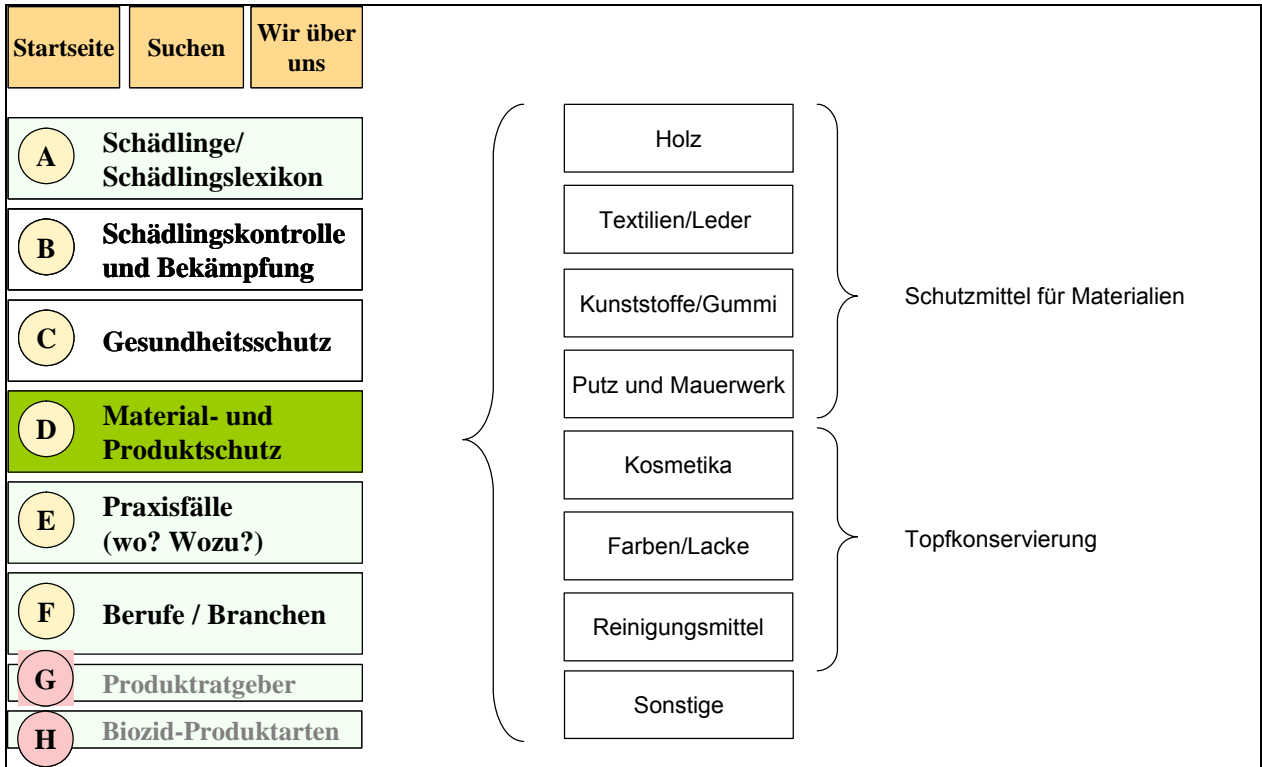 Startseite
Suchen
Wir über
uns
A
Schädlinge/
Schädlingslexikon
B
Schädlingskontrolle
und Bekämpfung
C
Gesundheitsschutz
D
Material- und
Produktschutz
E
Praxisfälle
(wo? Wozu?)
F
Berufe / Branchen
G
Produktratgeber
H
Biozid-Produktarten
Holz
Textilien/Leder
Kunststoffe/Gummi
Putz und Mauerwerk
Kosmetika
Farben/Lacke
Reinigungsmittel
Sonstige
Schutzmittel für Materialien
Topfkonservierung